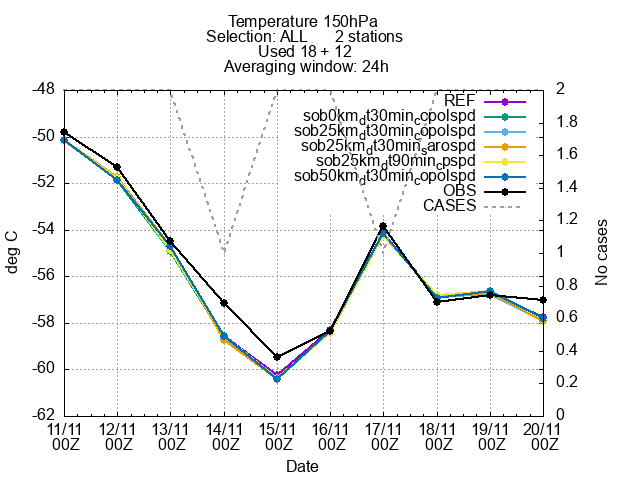 Temperature 150hPa
Selection: ALL 2 stations
Used 18 + 12
Averaging window: 24h
-48
-50
-52
-54
-56
-58
-60
-62
deg C
2
1.8
1.6
1.4
1.2
1
0.8
0.6
0.4
0.2
0
No cases
REF
sob0km_dt30min_copolspd
sob25km_dt30min_copolspd
sob25km_dt30min_sarospd
sob25km_dt90min_cpspd
sob50km_dt30min_copolspd
OBS
CASES
11/11 12/11 13/11 14/11 15/11 16/11 17/11 18/11 19/11 20/11
00Z 00Z 00Z 00Z 00Z 00Z 00Z 00Z 00Z 00Z
Date